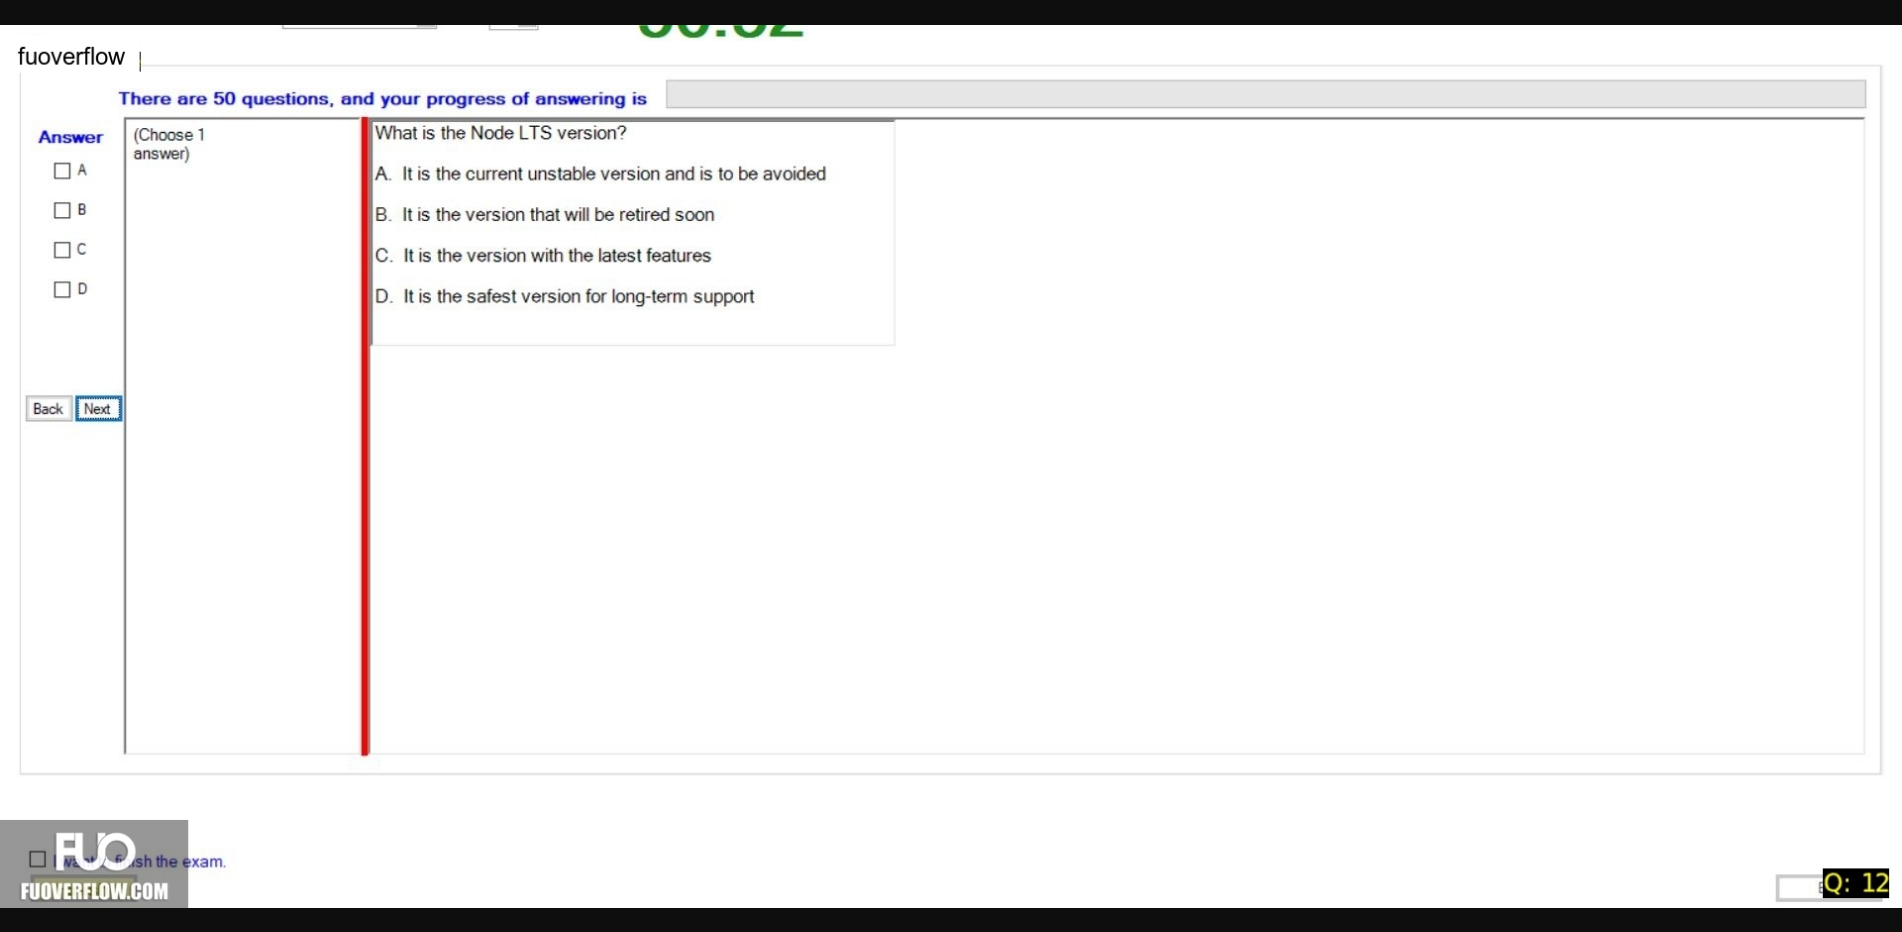 fuoverflow
There are 50 questions, and your progress of answering is
Answer
(Choose 1
answer)
A
B
C
D
What is the Node LTS version?
A. It is the current unstable version and is to be avoided
B. It is the version that will be retired soon
C. It is the version with the latest features
D. It is the safest version for long-term support
Back
Next
FUO
the exam.
FUOVERFLOW.COM
Q: 12